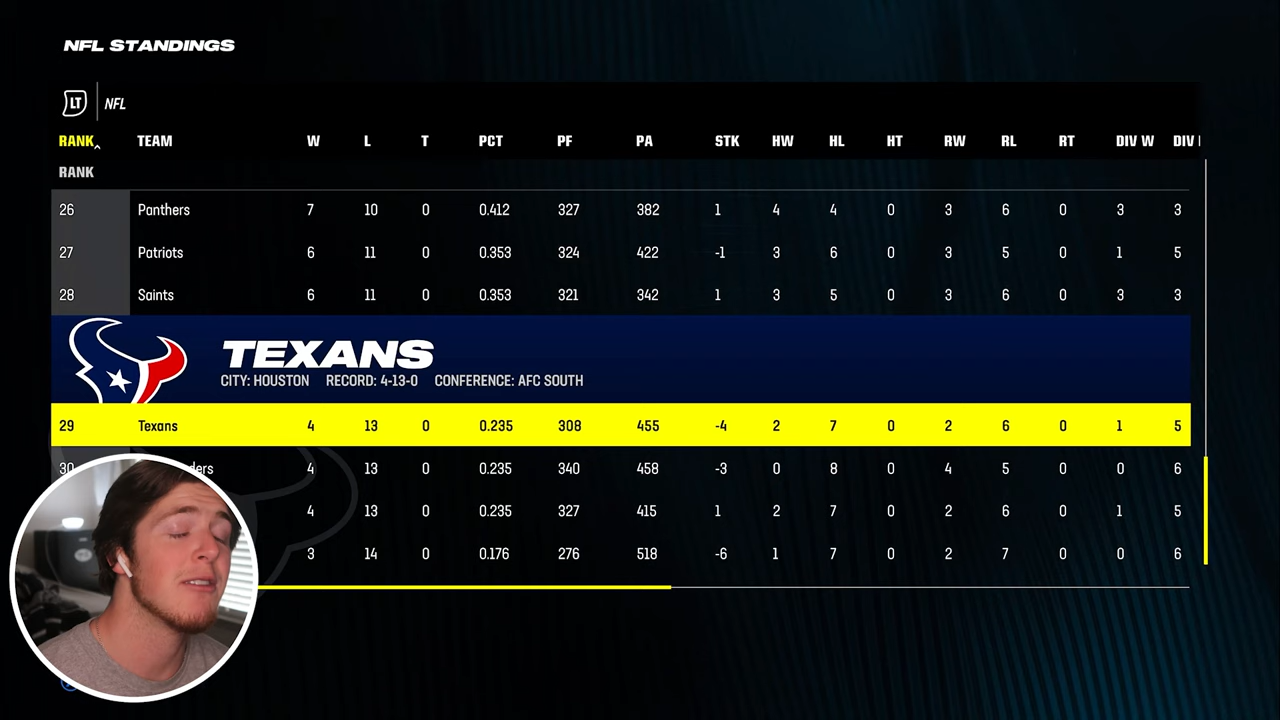 NFL STANDINGS
LT NFL
RANK TEAM W L T PCT PF PA STK HW HL HT RW RL RT DIV W DIV
RANK
26 Panthers 7 10 0 0.412 327 382 1 4 4 0 3 6 0 3 3
27 Patriots 6 11 0 0.353 324 422 -1 3 6 0 3 5 0 1 5
28 Saints 6 11 0 0.353 321 342 1 3 5 0 3 6 0 3 3
TEXANS
CITY: HOUSTON RECORD: 4-13-0 CONFERENCE: AFC SOUTH
29 Texans 4 13 0 0.235 308 455 -4 2 7 0 2 6 0 1 5
30 4 13 0 0.235 340 458 -3 0 8 0 4 5 0 0 6
4 13 0 0.235 327 415 1 2 7 0 2 6 0 1 5
3 14 0 0.176 276 518 -6 1 7 0 2 7 0 0 6